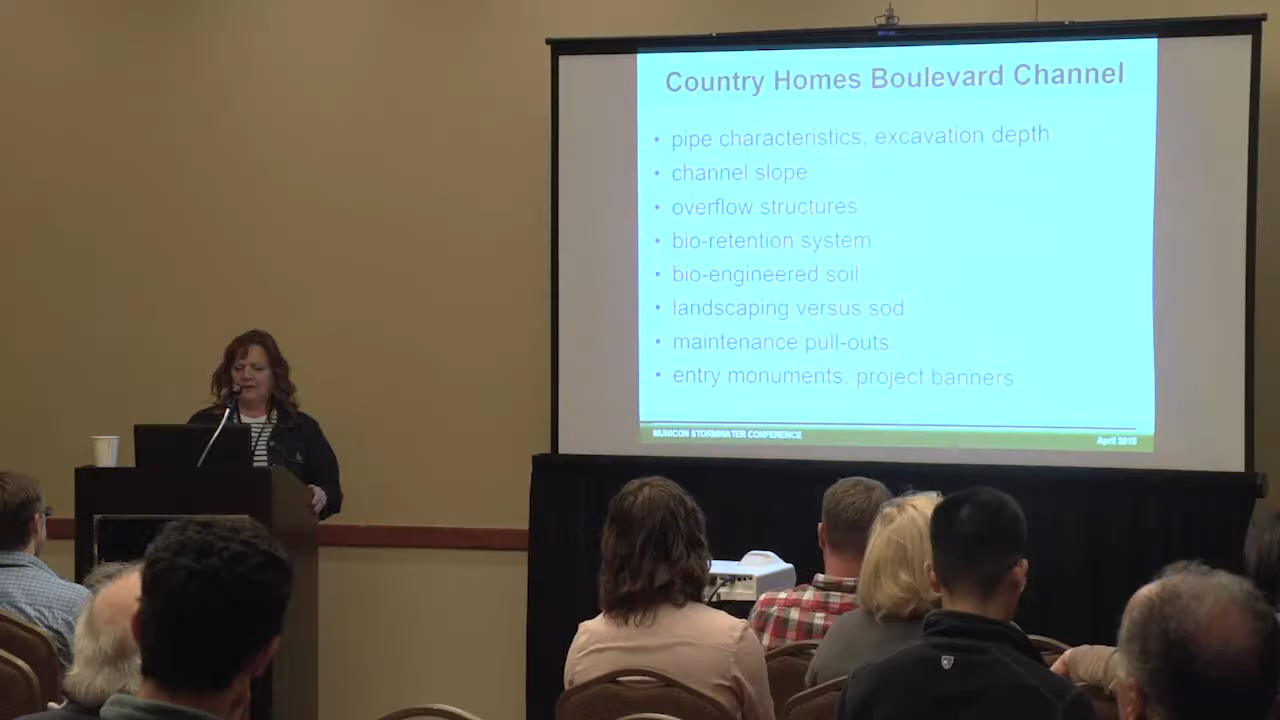 Country Homes Boulevard Channel
• pipe characteristics, excavation depth
• channel slope
• overflow structures
• bio-retention system
• bio-engineered soil
• landscaping versus sod
• maintenance pull-outs
• entry monuments, project banners
MUNICON STORMWATER CONFERENCE
April 2018